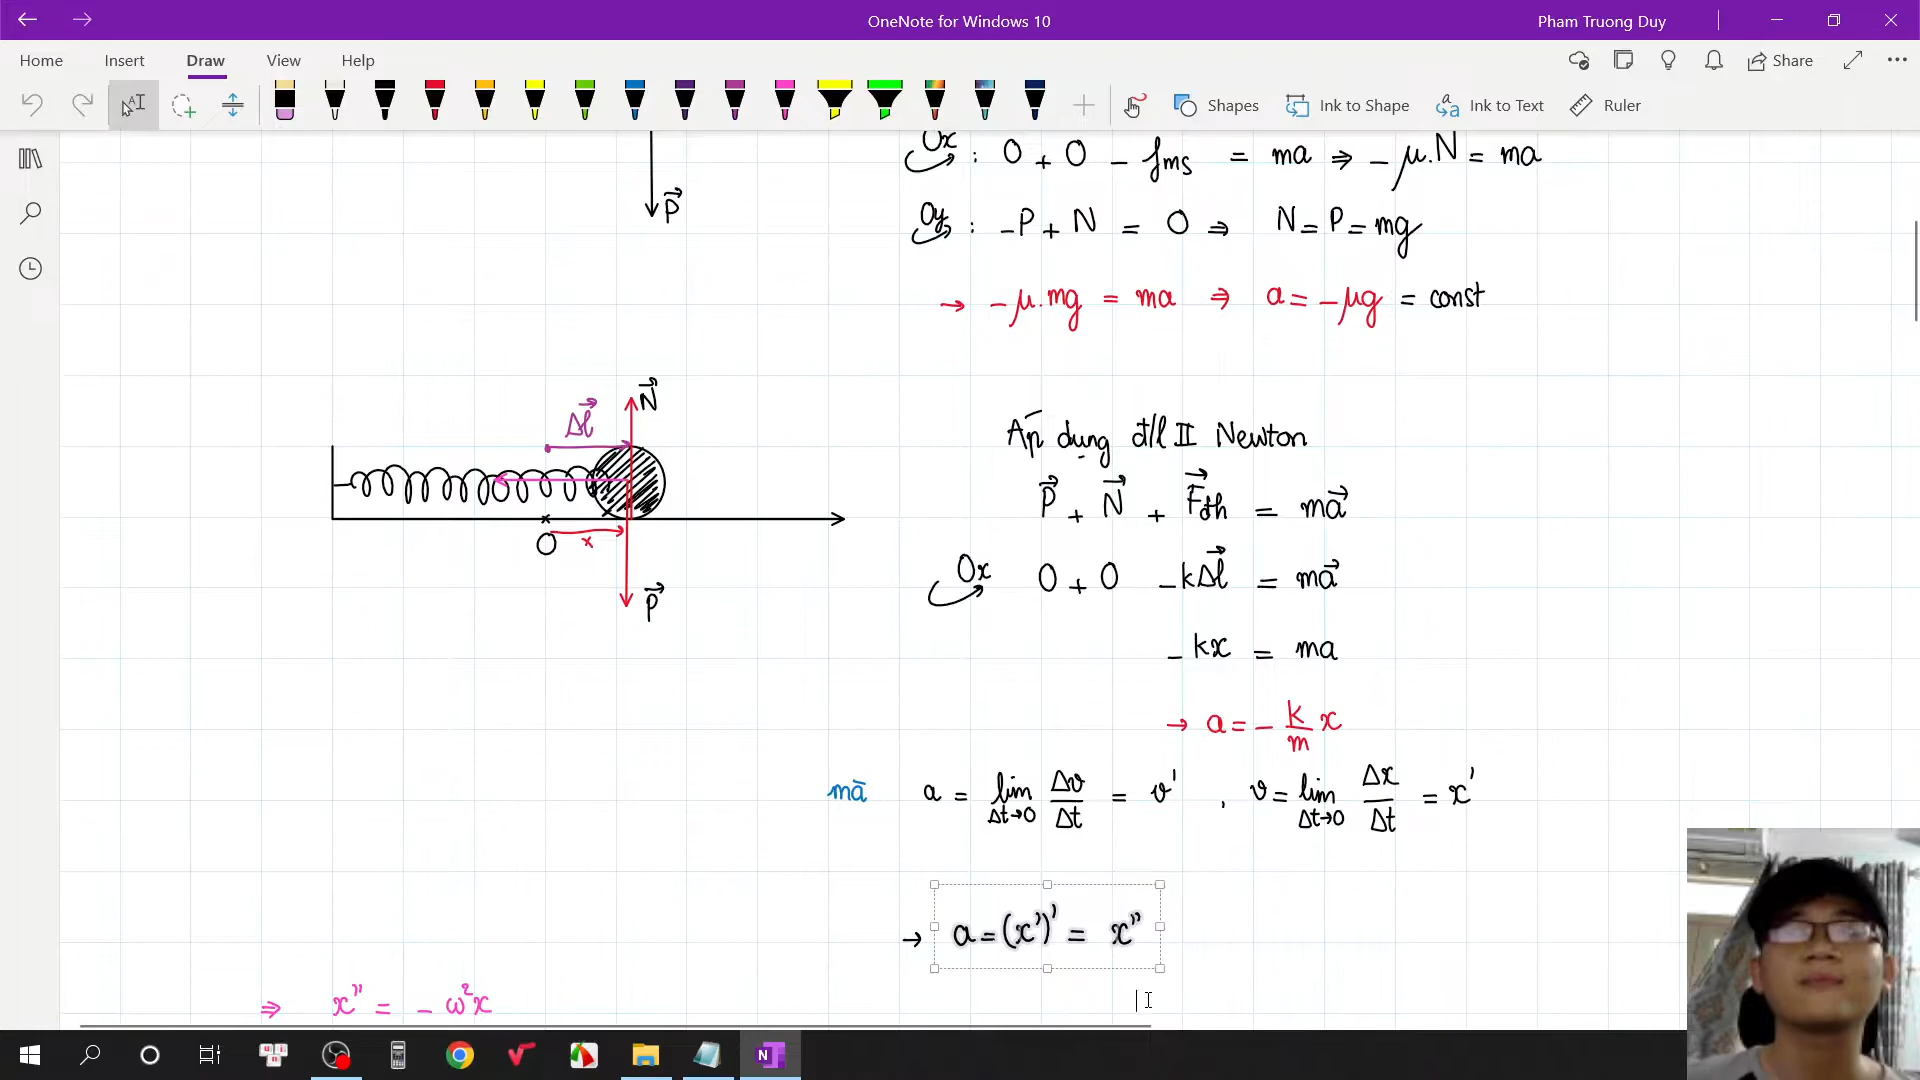 OneNote for Windows 10
Pham Truong Duy
Home Insert Draw View Help
Share
Shapes
Ink to Shape
Ink to Text
Ruler
Ox : 0 + 0 - fms = ma ⇒ - μ.N = ma
P⃗
Oy : -P + N = 0 ⇒ N = P = mg
→ - μ.mg = ma ⇒ a = - μg = const
N⃗
Δl⃗
O
x
P⃗
Áp dụng đ/l II Newton
P⃗ + N⃗ + F⃗đh = ma⃗
Ox 0 + 0 - kΔl⃗ = ma⃗
- kx = ma
→ a = - k/m x
mà a = lim Δt→0 Δv/Δt = v' , v = lim Δt→0 Δx/Δt = x'
→ a = (x')' = x''
⇒ x'' = - ω²x